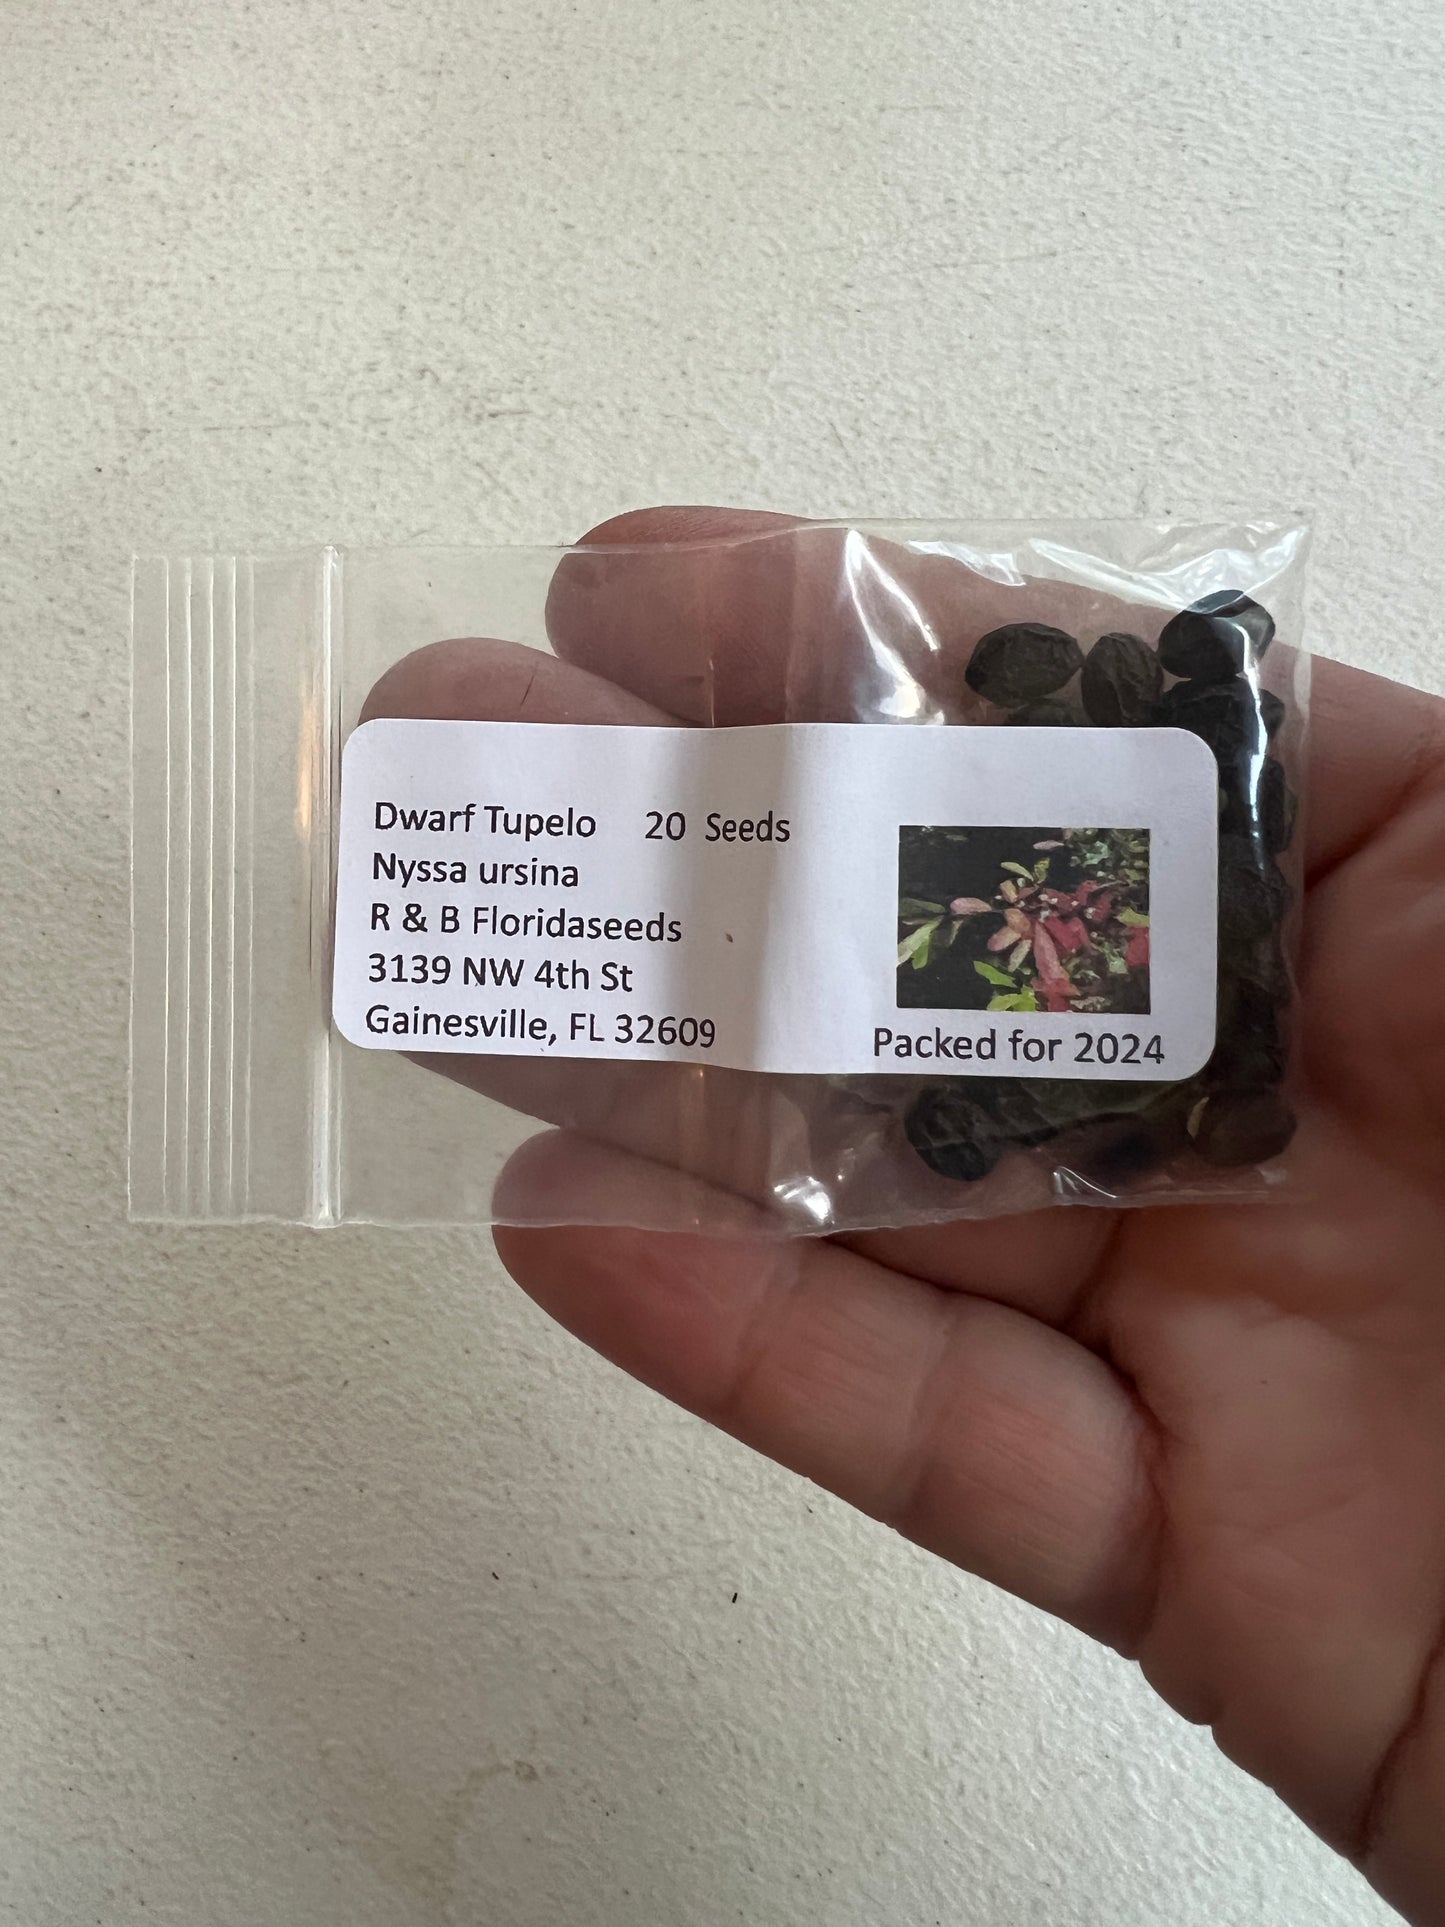 Dwarf Tupelo 20 Seeds
Nyssa ursina
R & B Floridaseeds
3139 NW 4th St
Gainesville, FL 32609
Packed for 2024